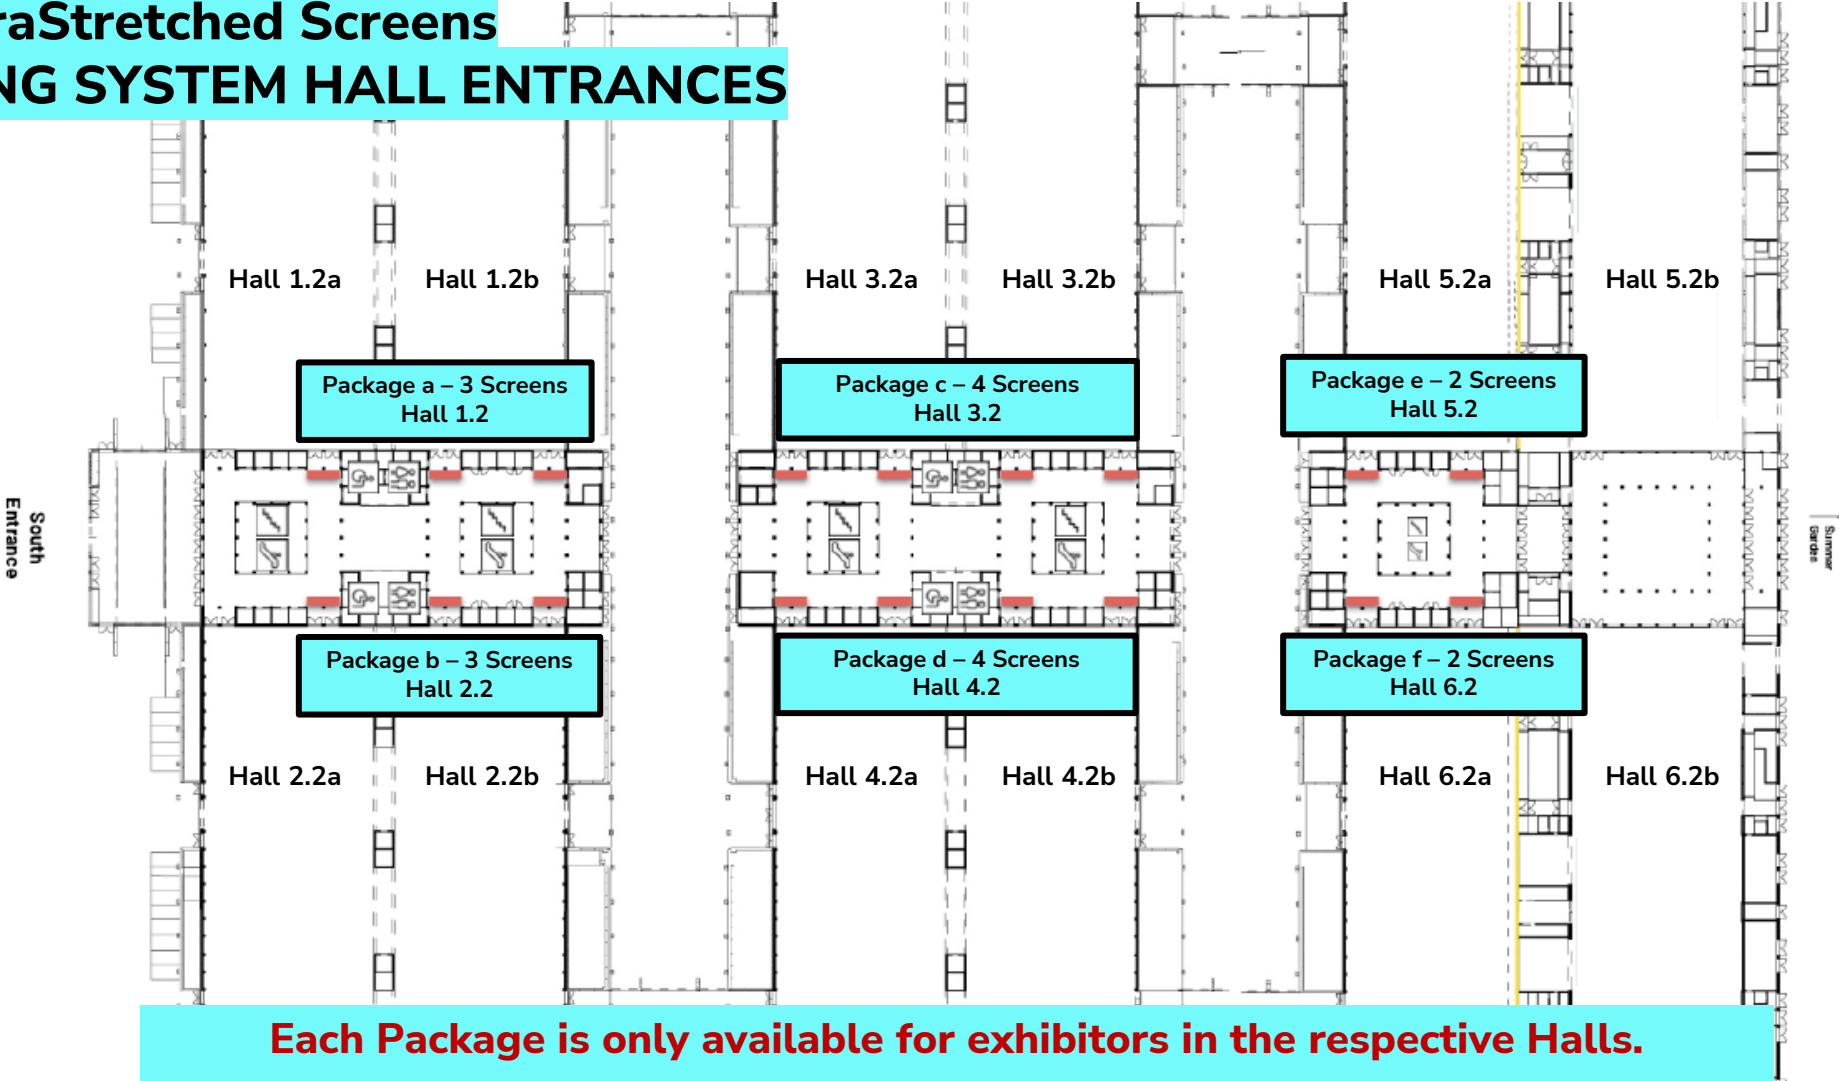 raStretched Screens
NG SYSTEM HALL ENTRANCES
Hall 1.2a
Hall 1.2b
Hall 3.2a
Hall 3.2b
Hall 5.2a
Hall 5.2b
Package a – 3 Screens
Hall 1.2
Package c – 4 Screens
Hall 3.2
Package e – 2 Screens
Hall 5.2
South
Entrance
Summer
Garden
Package b – 3 Screens
Hall 2.2
Package d – 4 Screens
Hall 4.2
Package f – 2 Screens
Hall 6.2
Hall 2.2a
Hall 2.2b
Hall 4.2a
Hall 4.2b
Hall 6.2a
Hall 6.2b
Each Package is only available for exhibitors in the respective Halls.